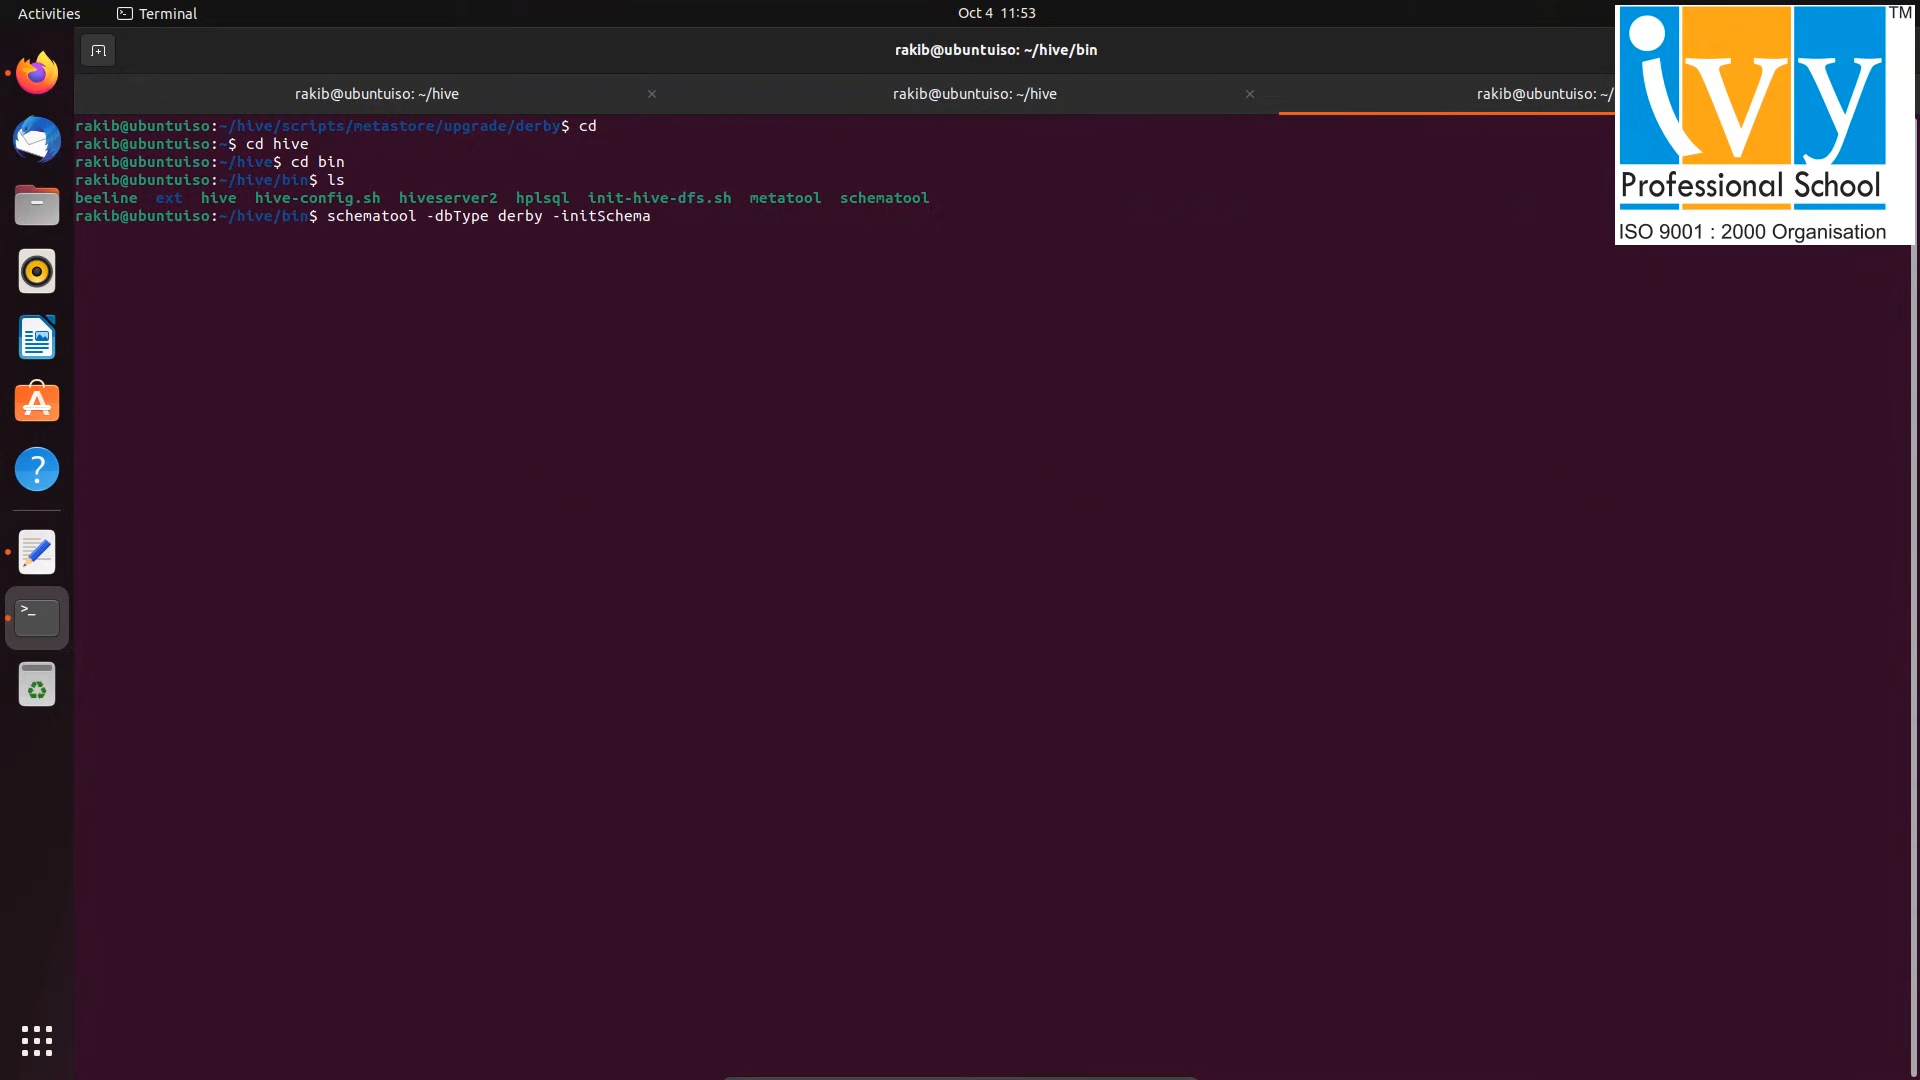 Activities
Terminal
Oct 4 11:53
TM
rakib@ubuntuiso: ~/hive/bin
rakib@ubuntuiso: ~/hive
rakib@ubuntuiso: ~/hive
rakib@ubuntuiso: ~/
rakib@ubuntuiso:~/hive/scripts/metastore/upgrade/derby$ cd
rakib@ubuntuiso:~$ cd hive
rakib@ubuntuiso:~/hive$ cd bin
rakib@ubuntuiso:~/hive/bin$ ls
beeline ext hive hive-config.sh hiveserver2 hplsql init-hive-dfs.sh metatool schematool
rakib@ubuntuiso:~/hive/bin$ schematool -dbType derby -initSchema
ivy
Professional School
ISO 9001 : 2000 Organisation